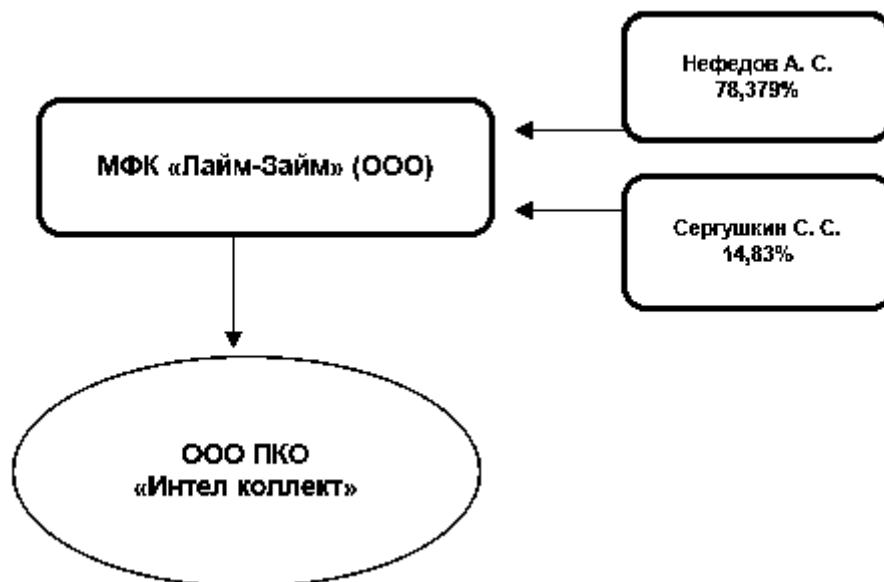 Нефедов А. С.
78,379%
МФК «Лайм-Займ» (ООО)
Сергушкин С. С.
14,83%
ООО ПКО
«Интел коллект»